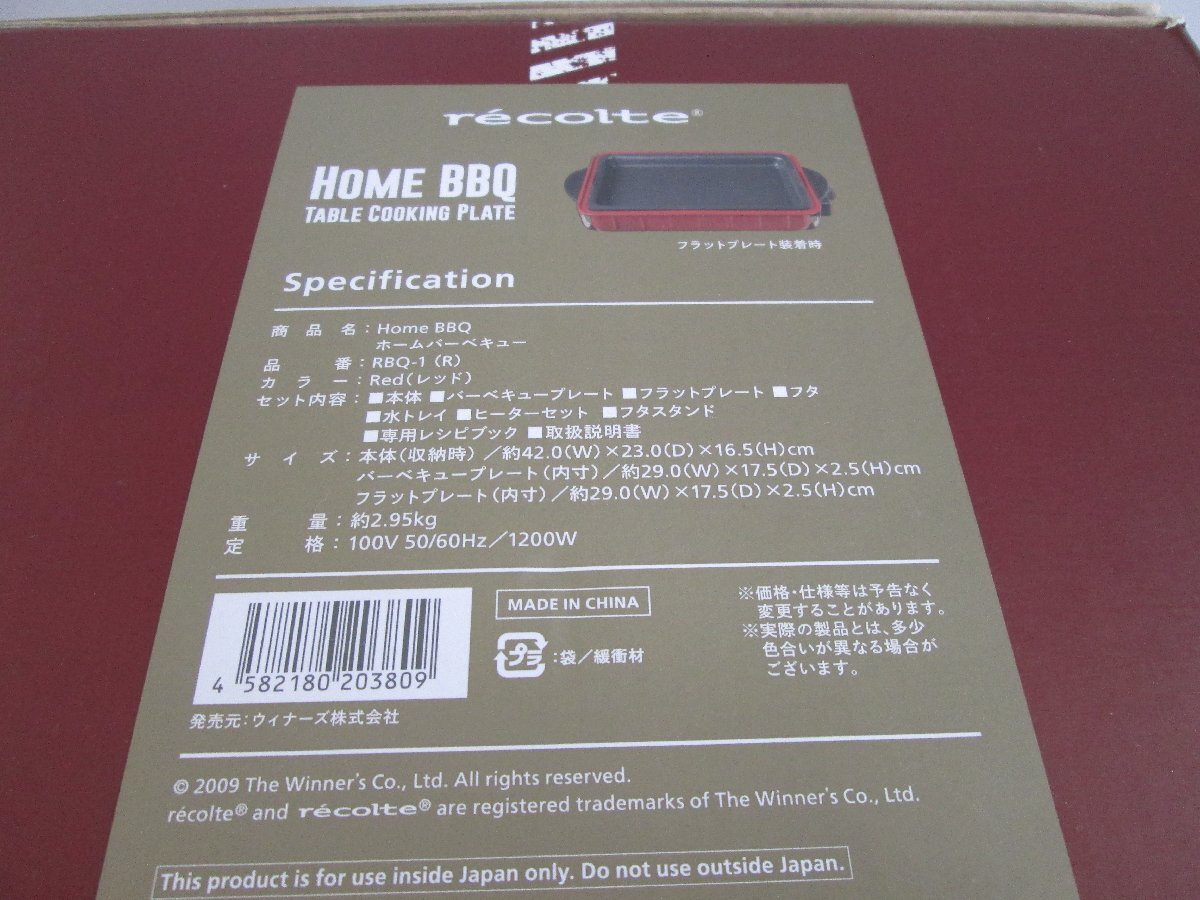 récolte®
HOME BBQ
TABLE COOKING PLATE
フラットプレート装着時
Specification
商品名：Home BBQ
ホームバーベキュー
品番：RBQ-1（R）
カラー：Red（レッド）
セット内容：■本体 ■バーベキュープレート ■フラットプレート ■フタ
■水トレイ ■ヒーターセット ■フタスタンド
■専用レシピブック ■取扱説明書
サイズ：本体（収納時）／約42.0（W）×23.0（D）×16.5（H）cm
バーベキュープレート（内寸）／約29.0（W）×17.5（D）×2.5（H）cm
フラットプレート（内寸）／約29.0（W）×17.5（D）×2.5（H）cm
重量：約2.95kg
定格：100V 50/60Hz／1200W
MADE IN CHINA
プラ：袋／緩衝材
※価格・仕様等は予告なく
変更することがあります。
※実際の製品とは、多少
色合いが異なる場合が
ございます。
4 582180 203809
発売元：ウィナーズ株式会社
© 2009 The Winner's Co., Ltd. All rights reserved.
récolte® and récolte® are registered trademarks of The Winner's Co., Ltd.
This product is for use inside Japan only. Do not use outside Japan.